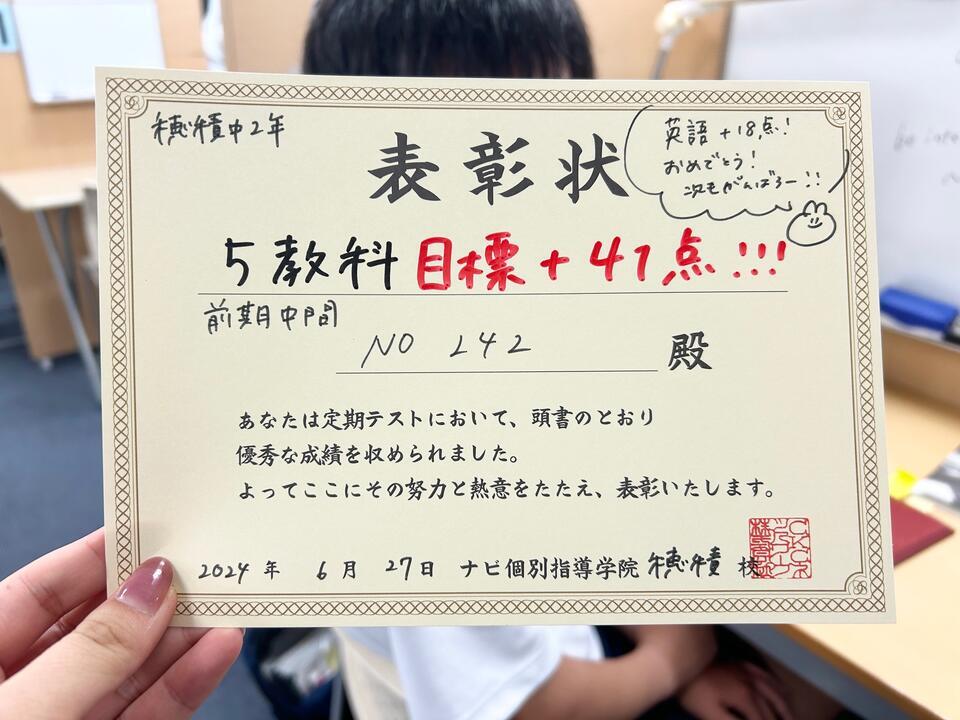 穂積中2年
表彰状
英語+18点!
おめでとう!
次もがんばろー!!
5教科 目標+41点!!!
前期中間
NO 242
殿
あなたは定期テストにおいて、頭書のとおり
優秀な成績を収められました。
よってここにその努力と熱意をたたえ、表彰いたします。
2024年 6月 27日 ナビ個別指導学院 穂積 校